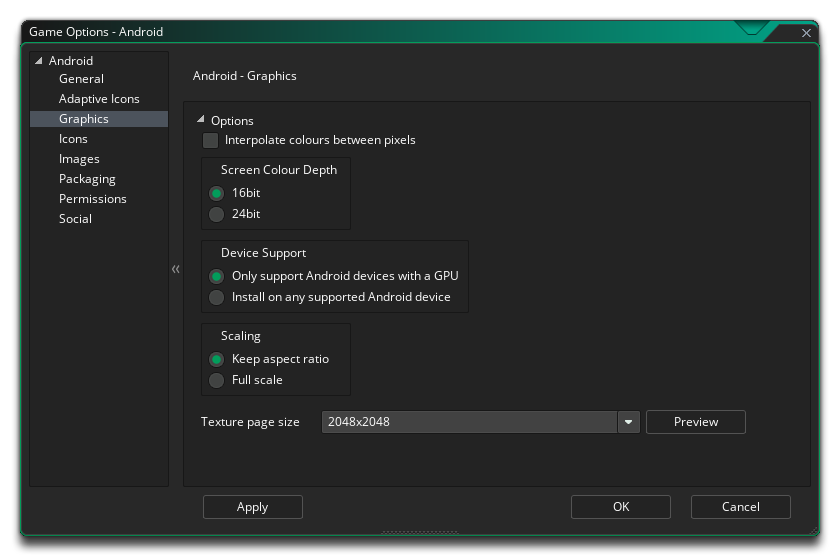 Game Options - Android
Android
General
Adaptive Icons
Graphics
Icons
Images
Packaging
Permissions
Social
Android - Graphics
Options
Interpolate colours between pixels
Screen Colour Depth
16bit
24bit
Device Support
Only support Android devices with a GPU
Install on any supported Android device
Scaling
Keep aspect ratio
Full scale
Texture page size 2048x2048 Preview
Apply OK Cancel